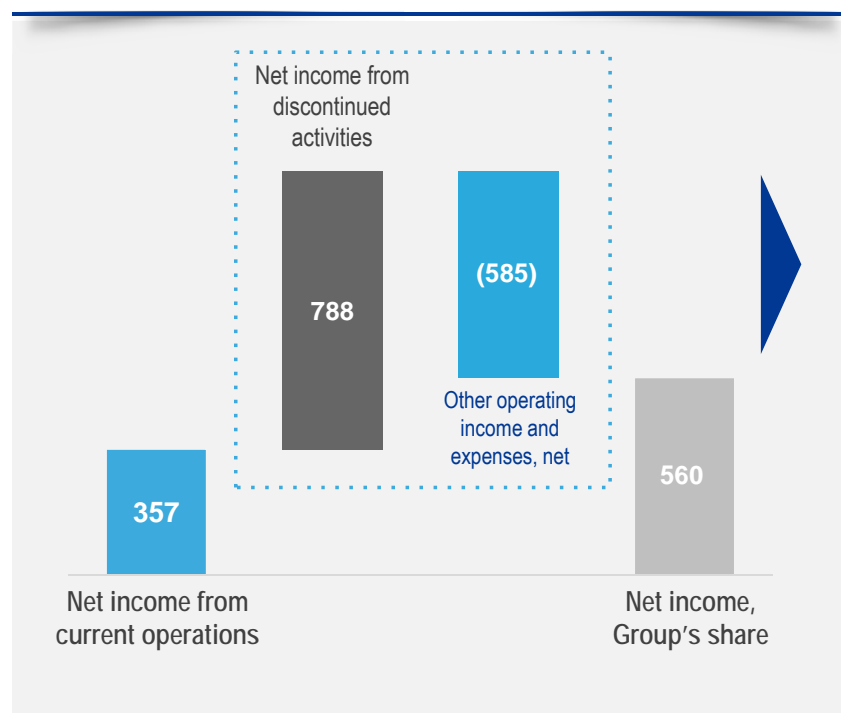 Net income from
discontinued
activities
788
(585)
Other operating
income and
expenses, net
357
560
Net income from
current operations
Net income,
Group's share